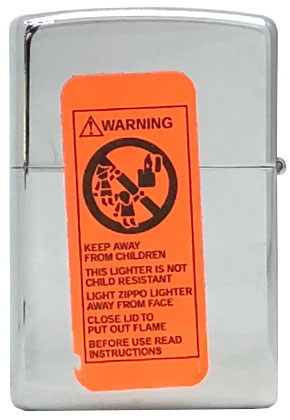 WARNING
KEEP AWAY
FROM CHILDREN
THIS LIGHTER IS NOT
CHILD RESISTANT
LIGHT ZIPPO LIGHTER
AWAY FROM FACE
CLOSE LID TO
PUT OUT FLAME
BEFORE USE READ
INSTRUCTIONS